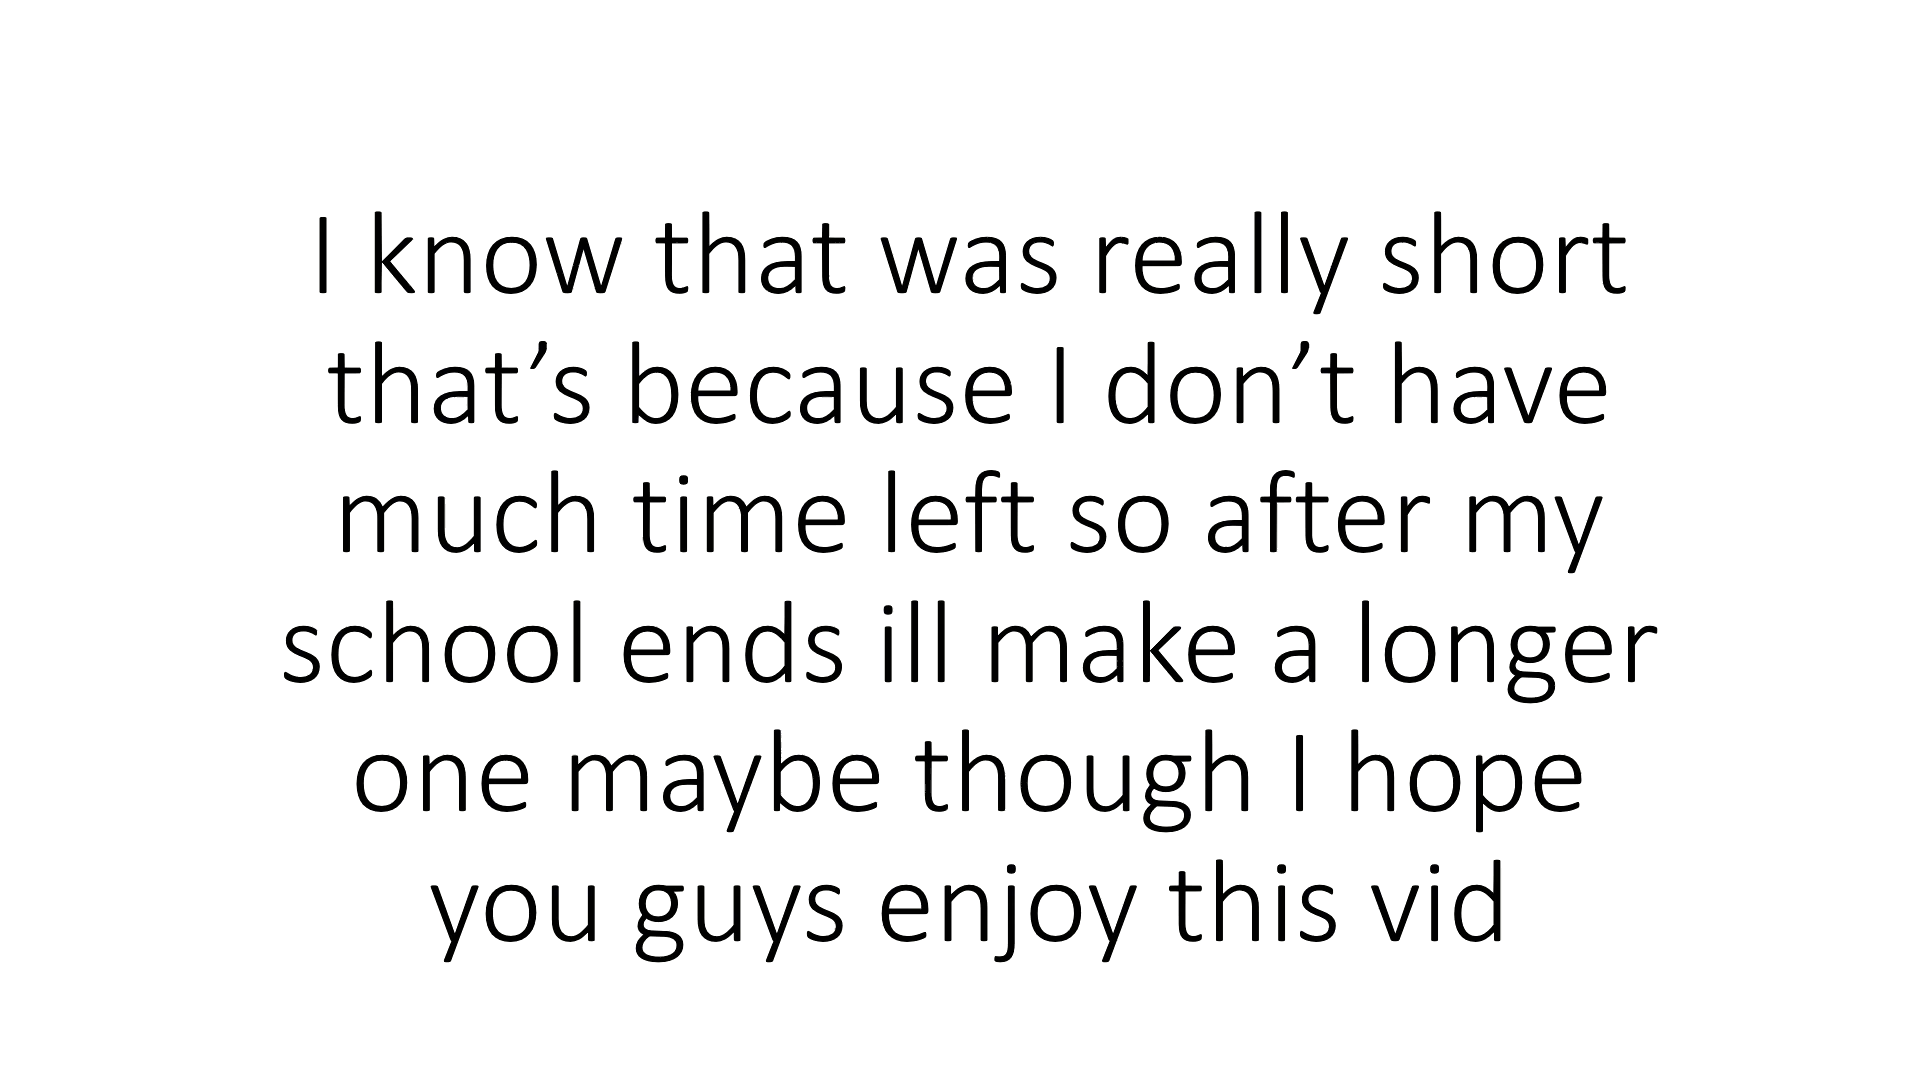 I know that was really short
that’s because I don’t have
much time left so after my
school ends ill make a longer
one maybe though I hope
you guys enjoy this vid